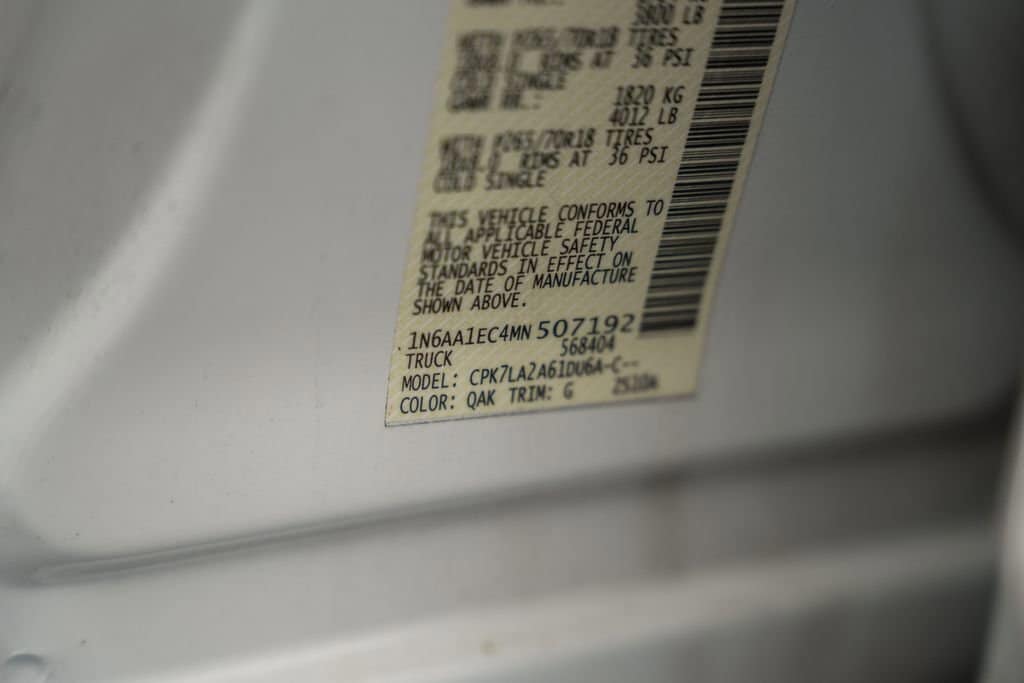 3800 LB
WITH P265/70R18 TIRES
18x8.0 RIMS AT 36 PSI
COLD SINGLE
GAWR RR.: 1820 KG
4012 LB
WITH P265/70R18 TIRES
18x8.0 RIMS AT 36 PSI
COLD SINGLE
THIS VEHICLE CONFORMS TO
ALL APPLICABLE FEDERAL
MOTOR VEHICLE SAFETY
STANDARDS IN EFFECT ON
THE DATE OF MANUFACTURE
SHOWN ABOVE.
1N6AA1EC4MN507192
TRUCK 568404
MODEL: CPK7LA2A61DU6A-C--
COLOR: QAK TRIM: G